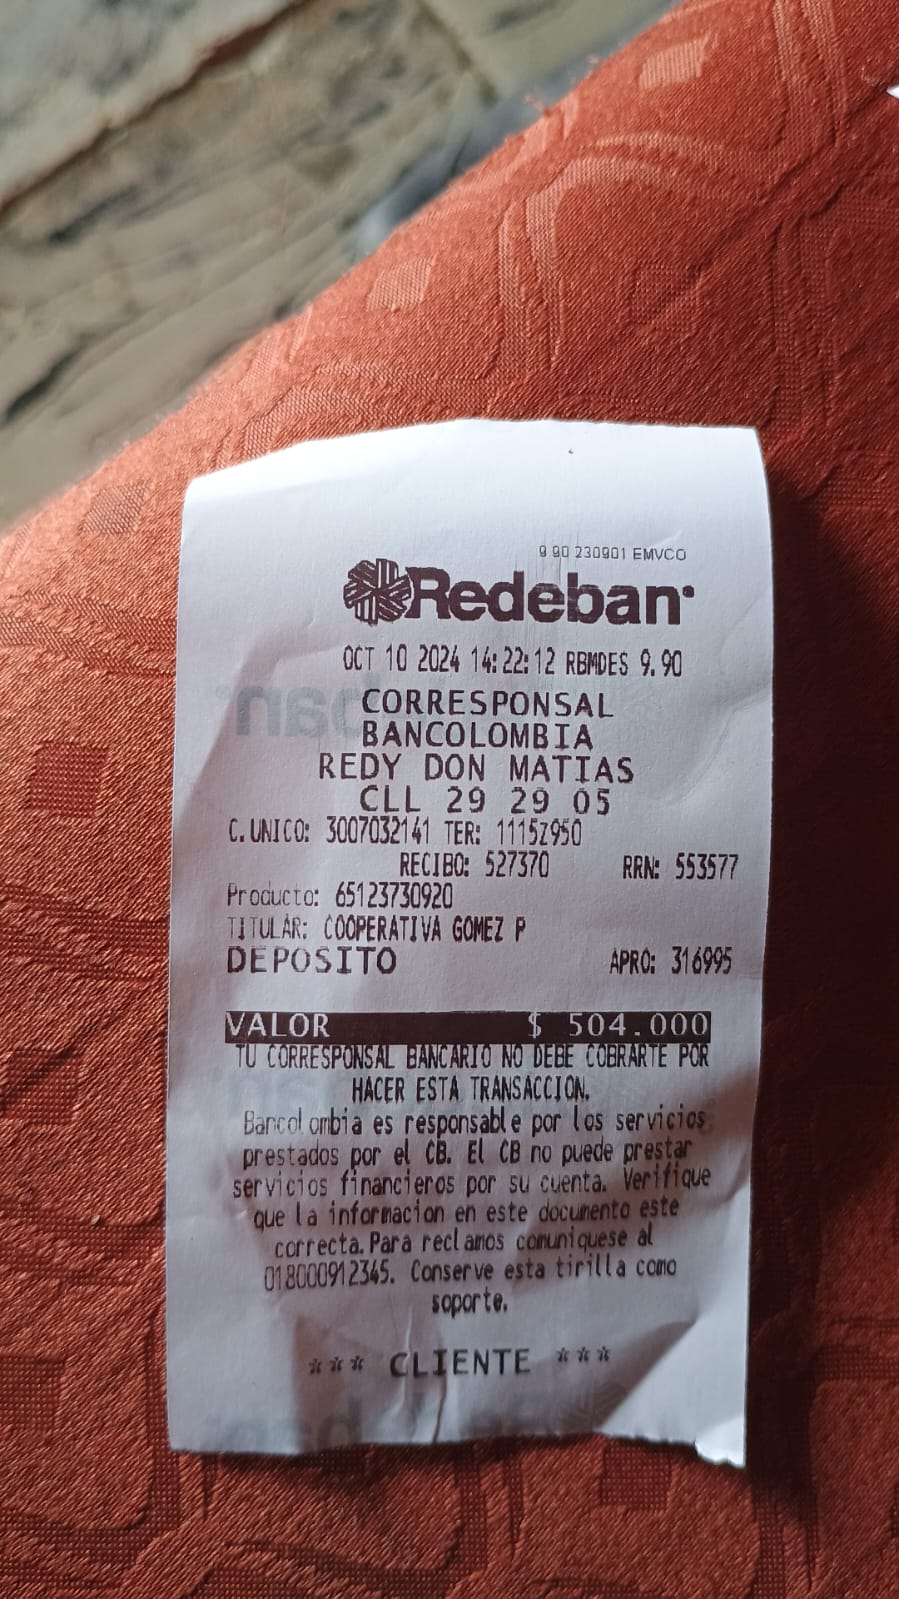 9 90 230901 EMVCO
Redeban
OCT 10 2024 14:22:12 RBMDES 9.90
CORRESPONSAL
BANCOLOMBIA
REDY DON MATIAS
CLL 29 29 05
C.UNICO: 3007032141 TER: 1115Z950
RECIBO: 527370 RRN: 553577
Producto: 65123730920
TITULAR: COOPERATIVA GOMEZ P
DEPOSITO APRO: 316995
VALOR $ 504.000
TU CORRESPONSAL BANCARIO NO DEBE COBRARTE POR
HACER ESTA TRANSACCION.
Bancolombia es responsable por los servicios
prestados por el CB. El CB no puede prestar
servicios financieros por su cuenta. Verifique
que la informacion en este documento este
correcta.Para reclamos comuniquese al
018000912345. Conserve esta tirilla como
soporte.
*** CLIENTE ***